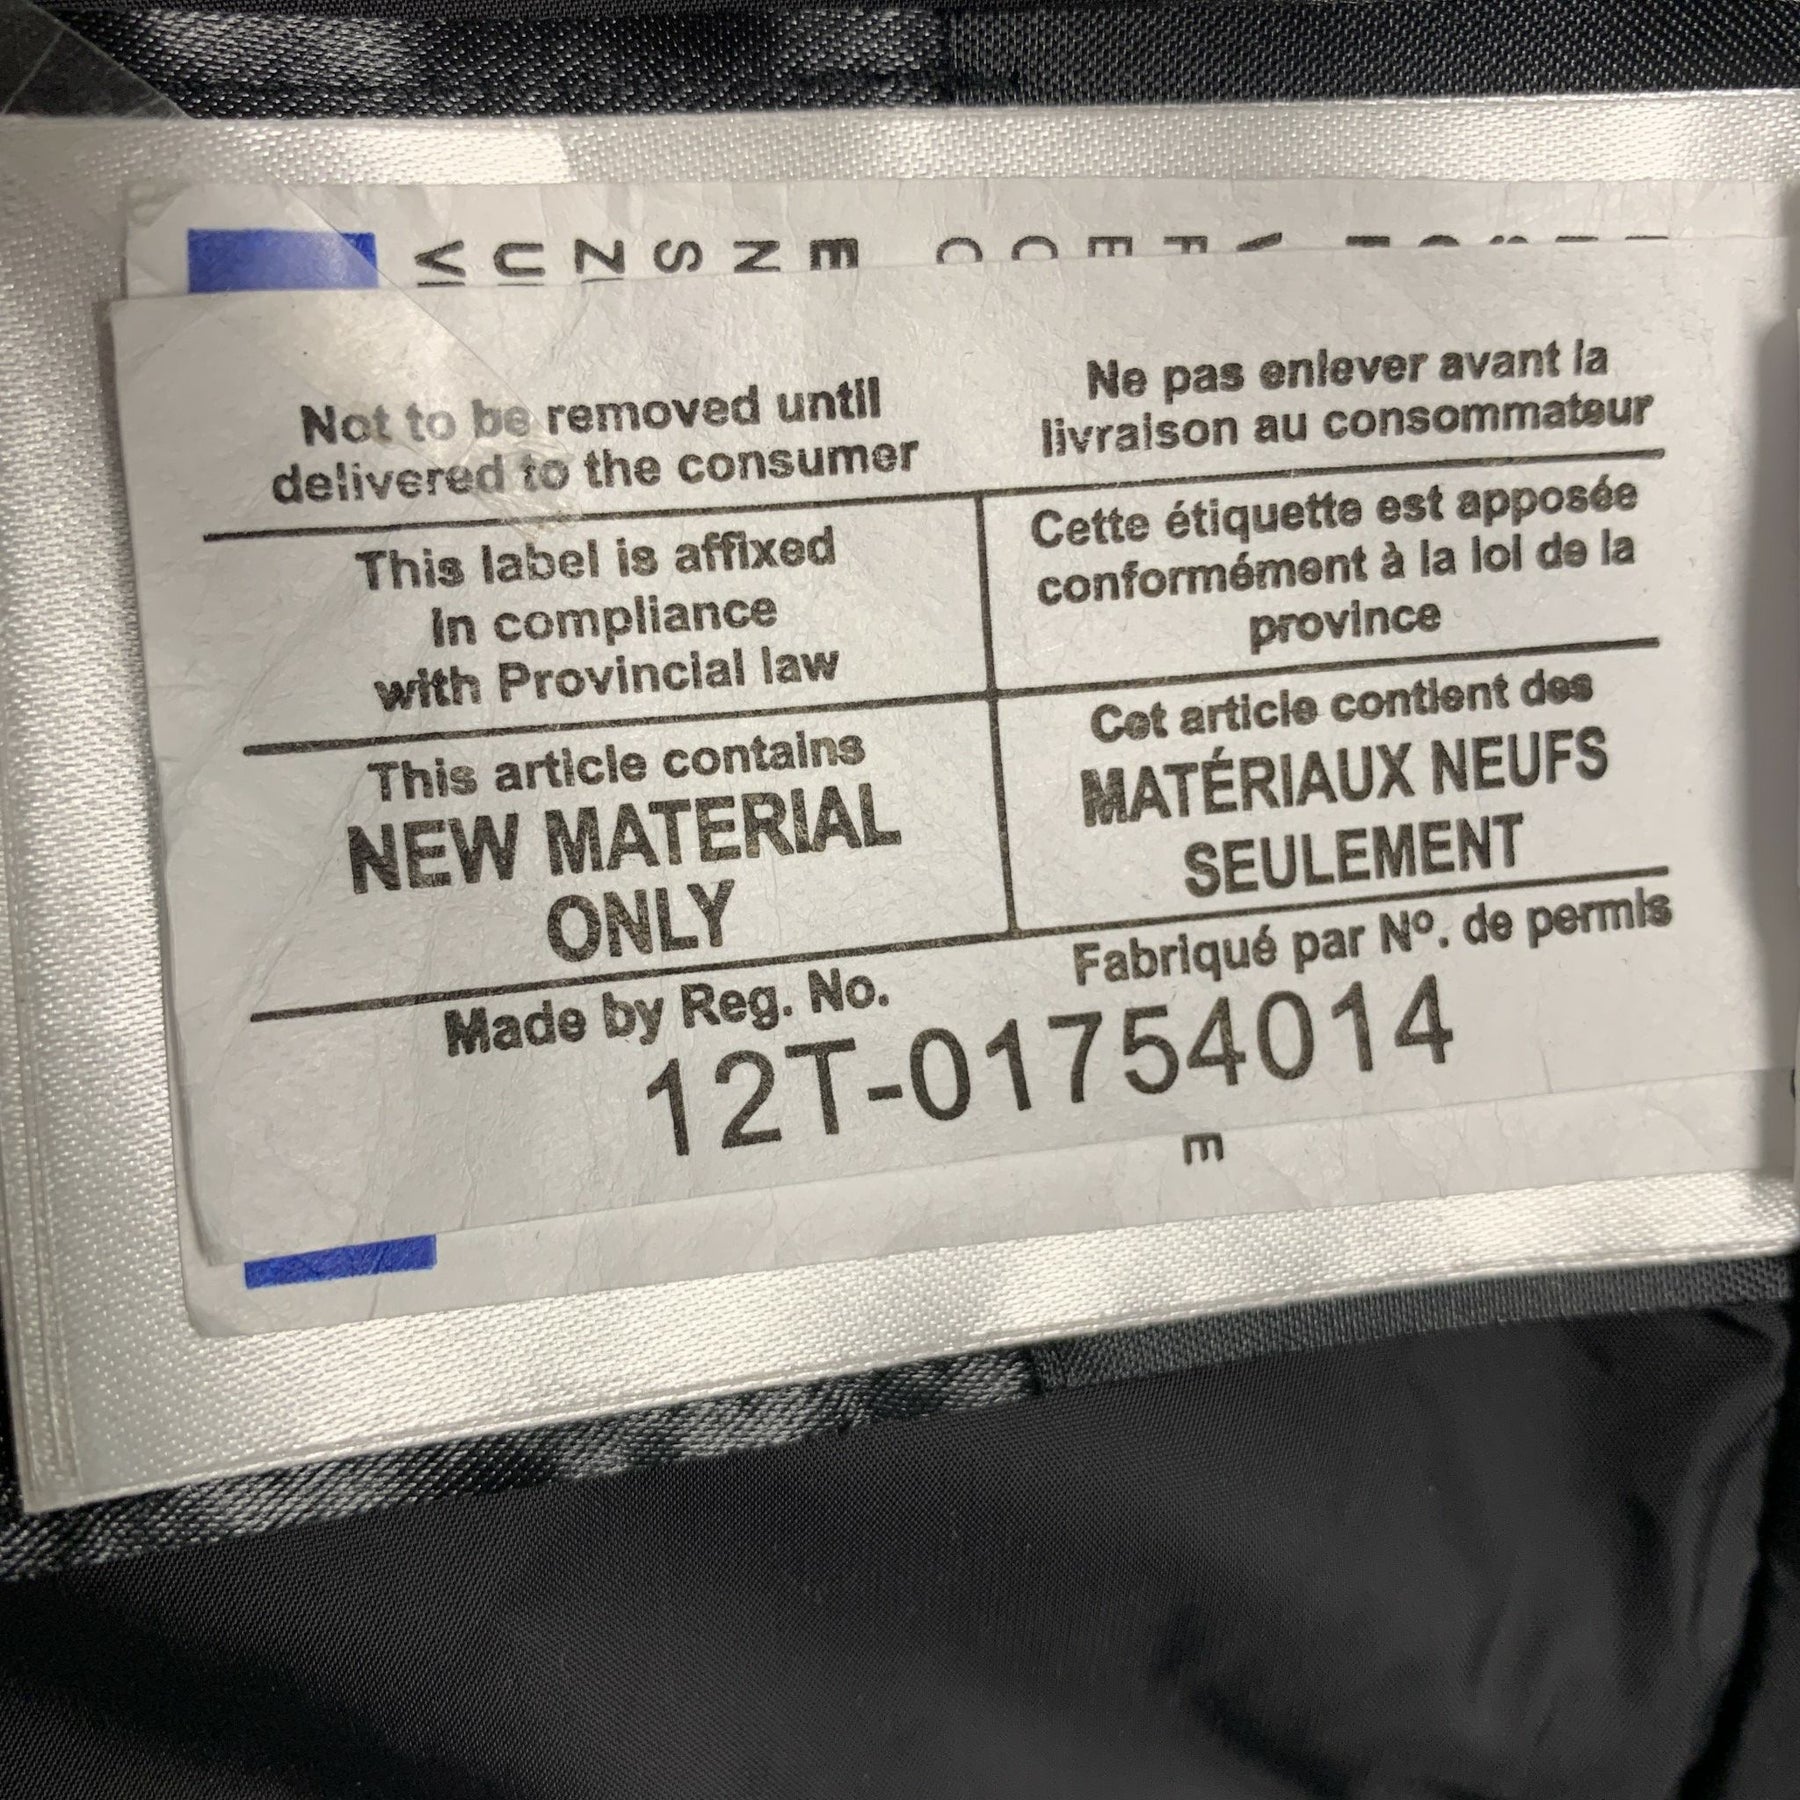 Not to be removed until
delivered to the consumer
Ne pas enlever avant la
livraison au consommateur
This label is affixed
in compliance
with Provincial law
Cette étiquette est apposée
conformément à la loi de la
province
This article contains
NEW MATERIAL
ONLY
Cet article contient des
MATÉRIAUX NEUFS
SEULEMENT
Made by Reg. No.
Fabriqué par Nº. de permis
12T-01754014